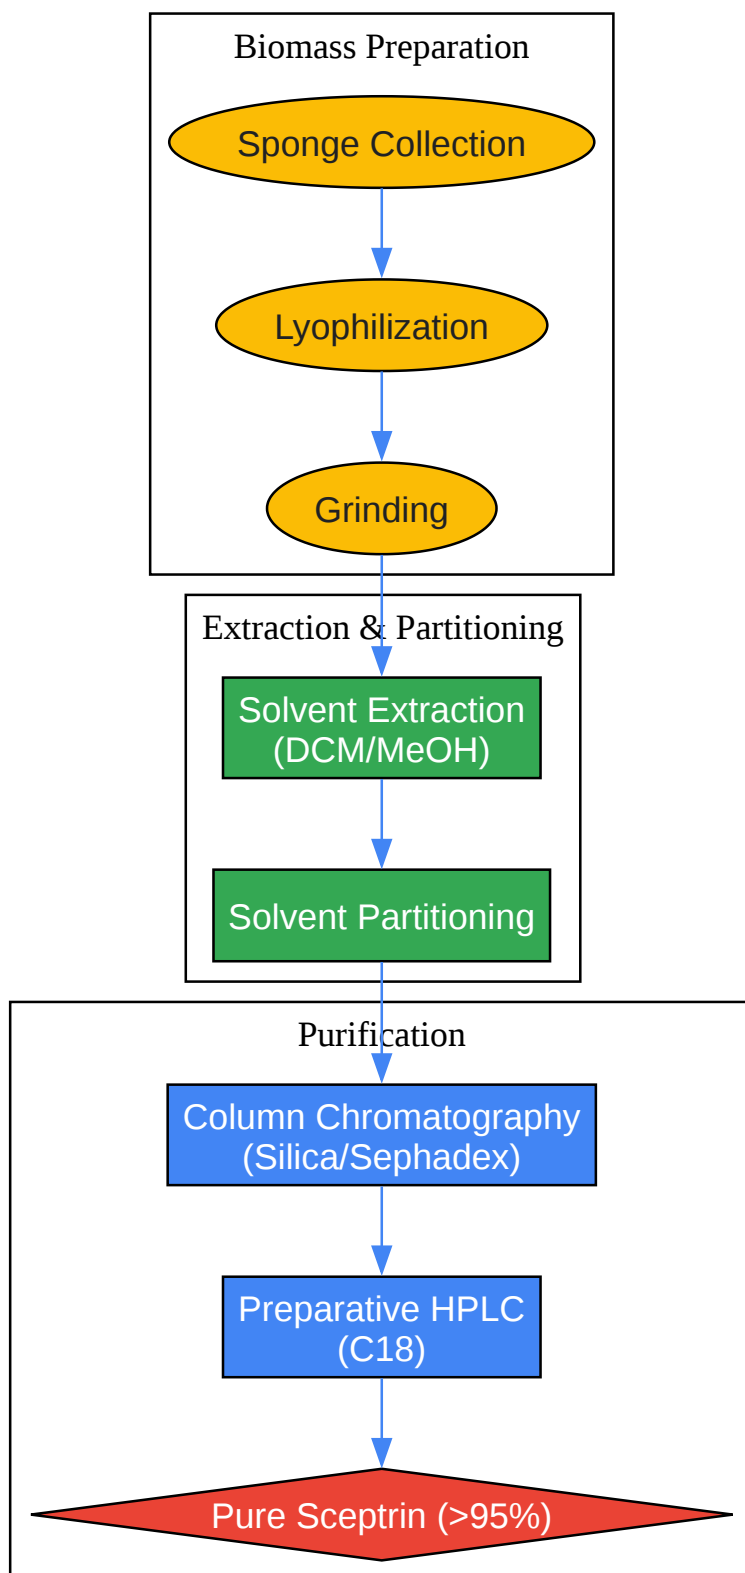 Biomass Preparation
Sponge Collection
Lyophilization
Grinding
Extraction & Partitioning
Solvent Extraction
(DCM/MeOH)
Solvent Partitioning
Purification
Column Chromatography
(Silica/Sephadex)
Preparative HPLC
(C18)
Pure Sceptrin (>95%)